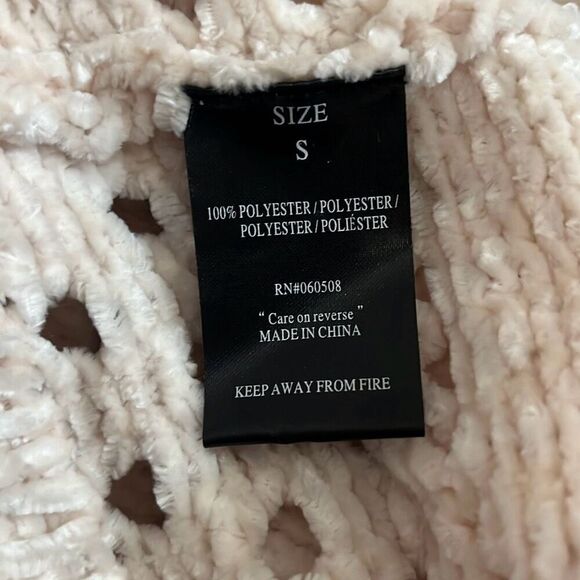 SIZE
S
100% POLYESTER / POLYESTER /
POLYESTER / POLIÉSTER
RN#060508
“ Care on reverse ”
MADE IN CHINA
KEEP AWAY FROM FIRE